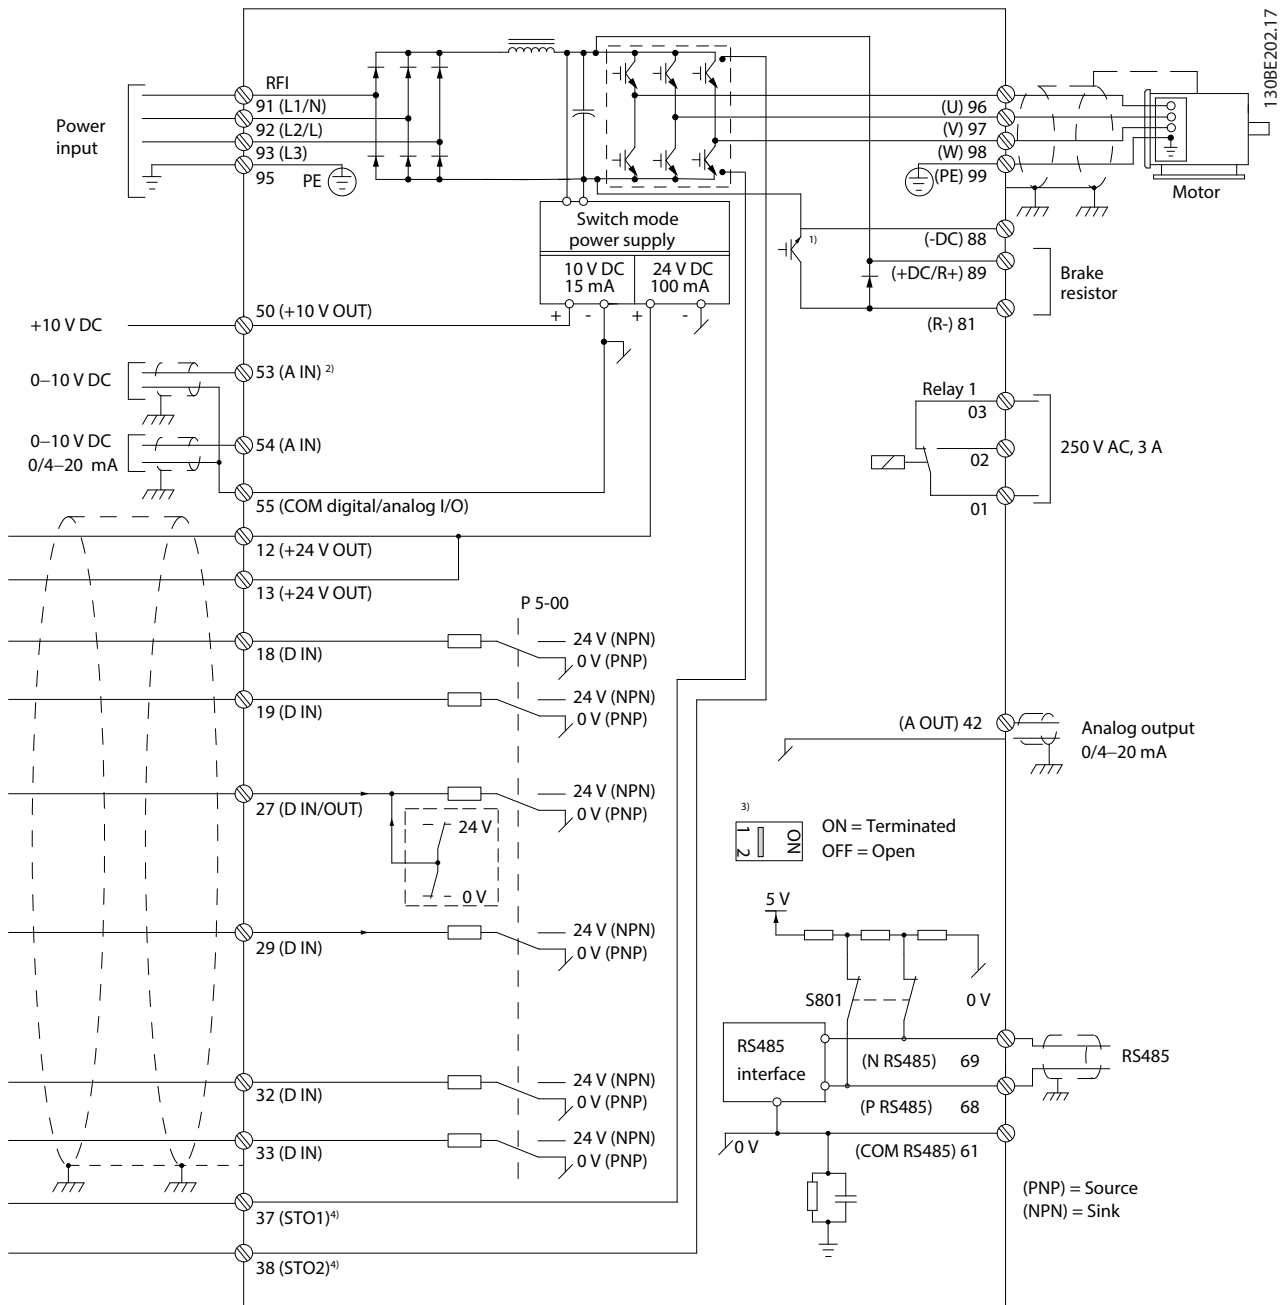 130BE202.17
Power
input
RFI
91 (L1/N)
92 (L2/L)
93 (L3)
95
PE
(U) 96
(V) 97
(W) 98
(PE) 99
Motor
Switch mode
power supply
10 V DC
15 mA
24 V DC
100 mA
+
-
+
-
1)
(-DC) 88
(+DC/R+) 89
(R-) 81
Brake
resistor
+10 V DC
50 (+10 V OUT)
0–10 V DC
53 (A IN) 2)
0–10 V DC
0/4–20 mA
54 (A IN)
55 (COM digital/analog I/O)
Relay 1
03
02
01
250 V AC, 3 A
12 (+24 V OUT)
13 (+24 V OUT)
P 5-00
18 (D IN)
24 V (NPN)
0 V (PNP)
19 (D IN)
24 V (NPN)
0 V (PNP)
(A OUT) 42
Analog output
0/4–20 mA
27 (D IN/OUT)
24 V (NPN)
0 V (PNP)
24 V
0 V
3)
1 2
ON
ON = Terminated
OFF = Open
29 (D IN)
24 V (NPN)
0 V (PNP)
5 V
S801
0 V
RS485
interface
(N RS485) 69
RS485
(P RS485) 68
0 V
(COM RS485) 61
32 (D IN)
24 V (NPN)
0 V (PNP)
33 (D IN)
24 V (NPN)
0 V (PNP)
37 (STO1)4)
38 (STO2)4)
(PNP) = Source
(NPN) = Sink